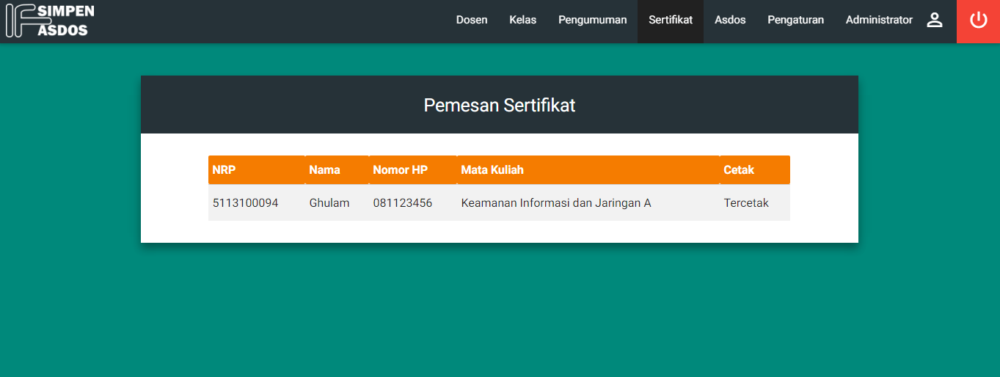 IF SIMPEN ASDOS
Dosen Kelas Pengumuman Sertifikat Asdos Pengaturan Administrator
Pemesan Sertifikat
NRP Nama Nomor HP Mata Kuliah Cetak
5113100094 Ghulam 081123456 Keamanan Informasi dan Jaringan A Tercetak